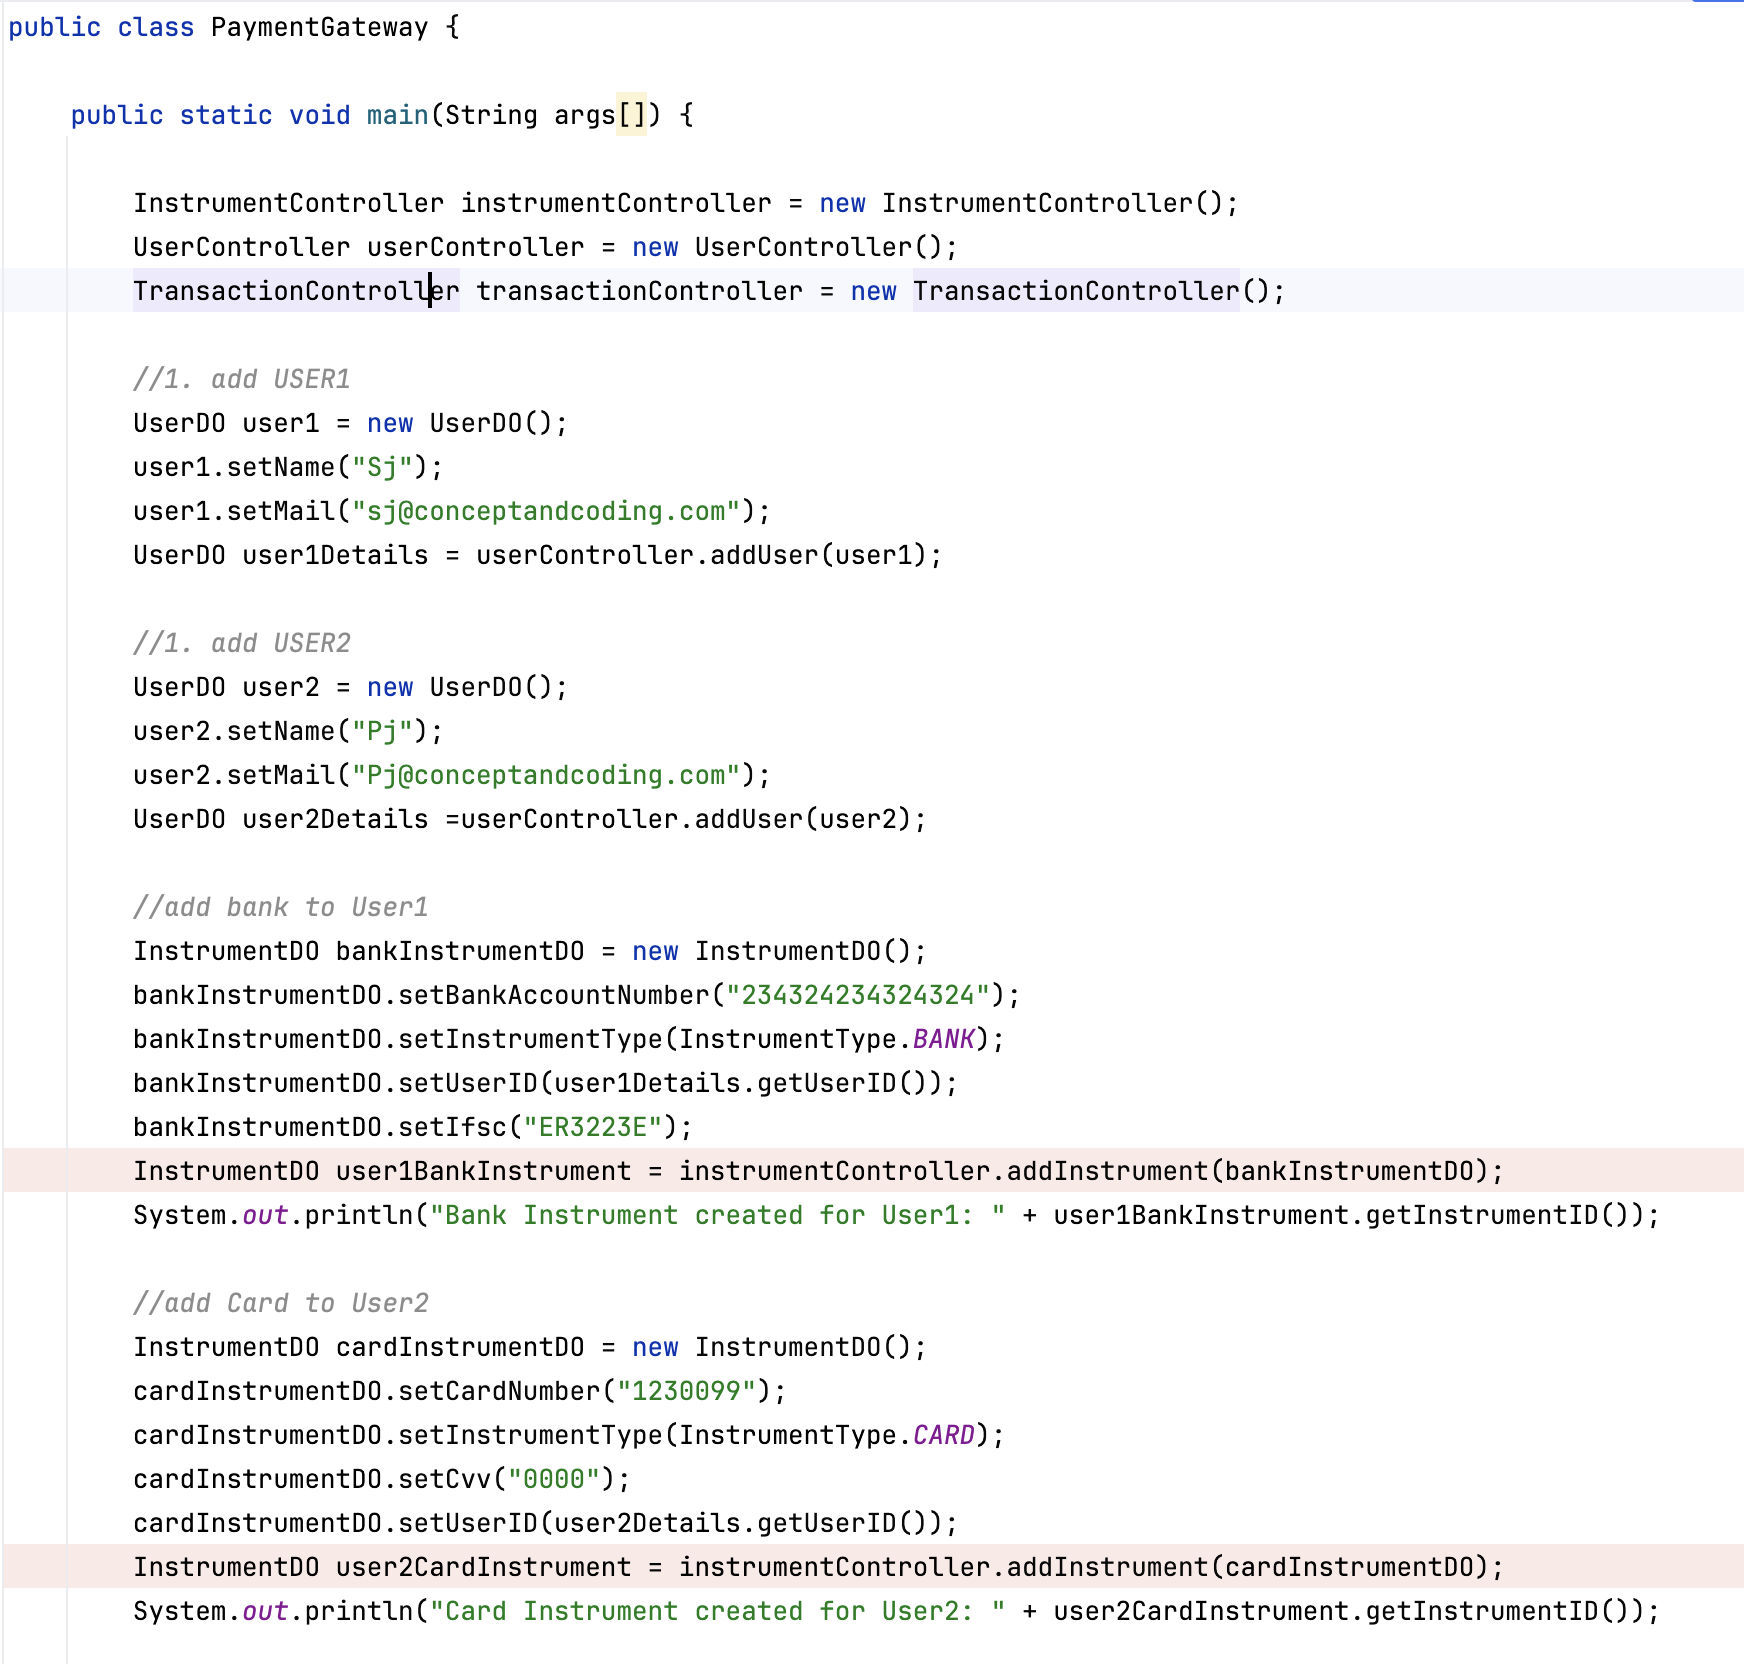 public class PaymentGateway {
public static void main(String args[]) {
InstrumentController instrumentController = new InstrumentController();
UserController userController = new UserController();
TransactionController transactionController = new TransactionController();
//1. add USER1
UserDO user1 = new UserDO();
user1.setName("Sj");
user1.setMail("sj@conceptandcoding.com");
UserDO user1Details = userController.addUser(user1);
//1. add USER2
UserDO user2 = new UserDO();
user2.setName("Pj");
user2.setMail("Pj@conceptandcoding.com");
UserDO user2Details =userController.addUser(user2);
//add bank to User1
InstrumentDO bankInstrumentDO = new InstrumentDO();
bankInstrumentDO.setBankAccountNumber("234324234324324");
bankInstrumentDO.setInstrumentType(InstrumentType.BANK);
bankInstrumentDO.setUserID(user1Details.getUserID());
bankInstrumentDO.setIfsc("ER3223E");
InstrumentDO user1BankInstrument = instrumentController.addInstrument(bankInstrumentDO);
System.out.println("Bank Instrument created for User1: " + user1BankInstrument.getInstrumentID());
//add Card to User2
InstrumentDO cardInstrumentDO = new InstrumentDO();
cardInstrumentDO.setCardNumber("1230099");
cardInstrumentDO.setInstrumentType(InstrumentType.CARD);
cardInstrumentDO.setCvv("0000");
cardInstrumentDO.setUserID(user2Details.getUserID());
InstrumentDO user2CardInstrument = instrumentController.addInstrument(cardInstrumentDO);
System.out.println("Card Instrument created for User2: " + user2CardInstrument.getInstrumentID());